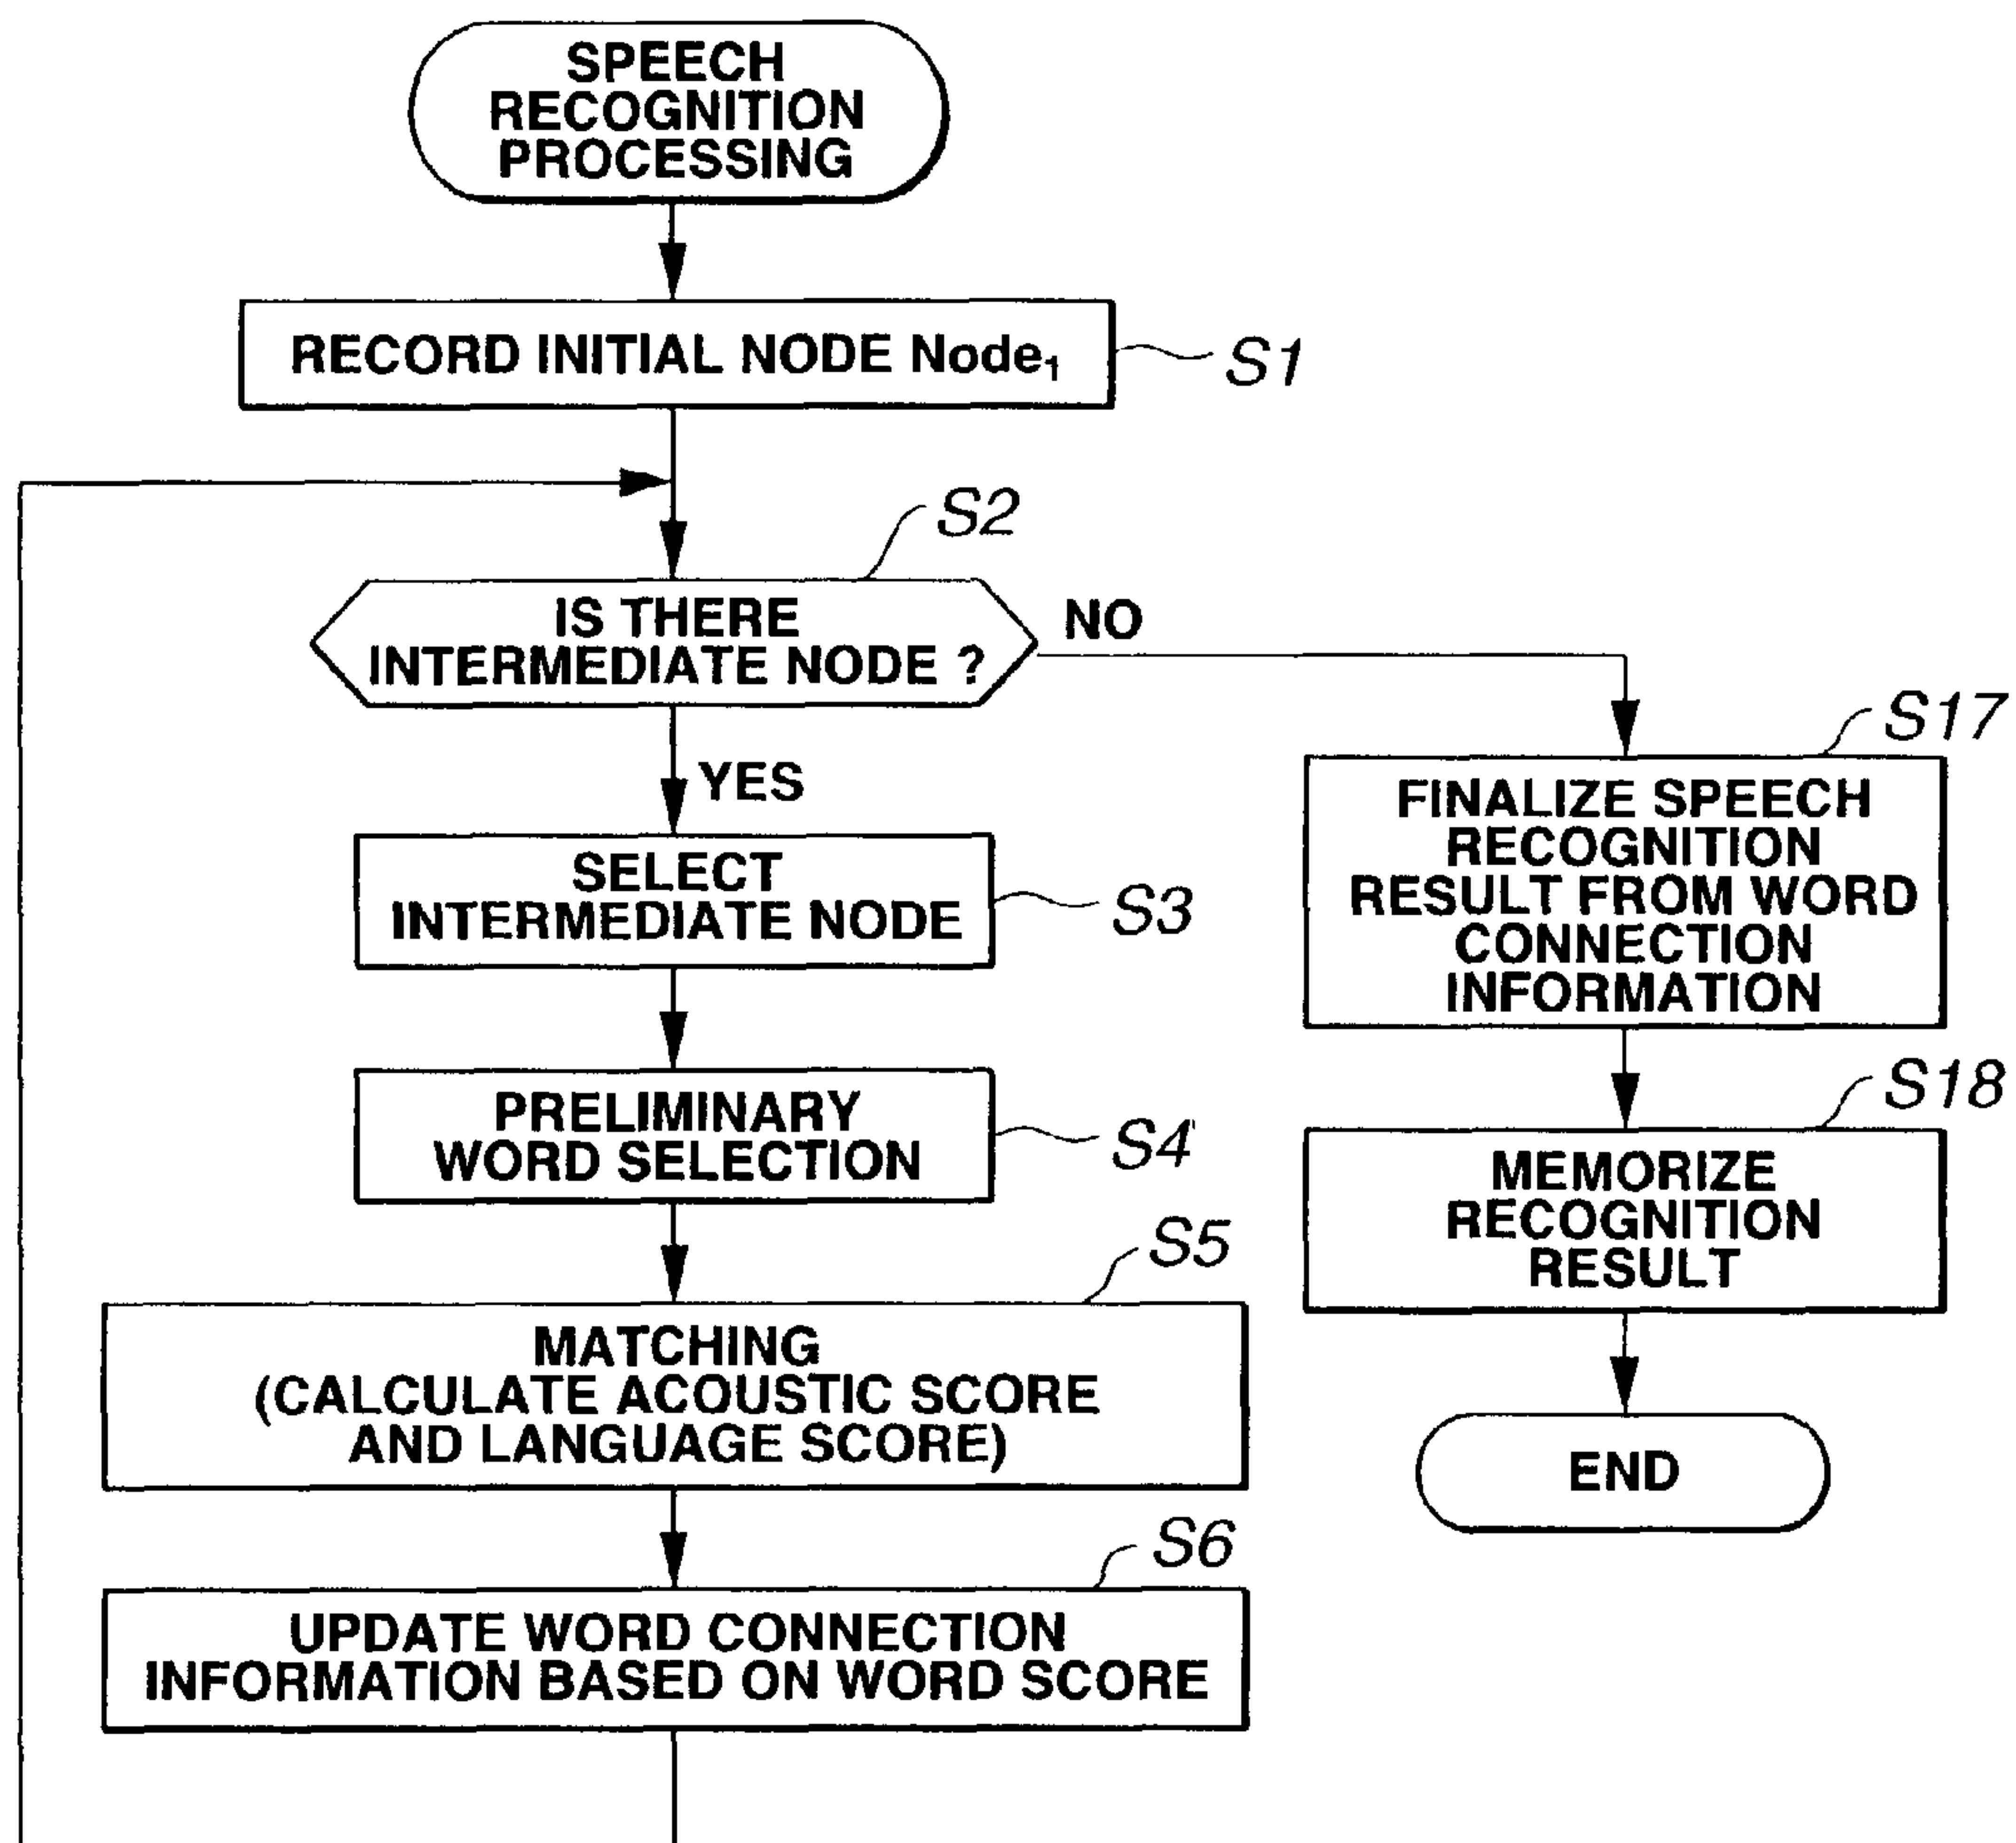 SPEECH
RECOGNITION
PROCESSING
RECORD INITIAL NODE Node₁
S1
S2
IS THERE
INTERMEDIATE NODE ?
NO
YES
SELECT
INTERMEDIATE NODE
S3
PRELIMINARY
WORD SELECTION
S4
S5
MATCHING
(CALCULATE ACOUSTIC SCORE
AND LANGUAGE SCORE)
S6
UPDATE WORD CONNECTION
INFORMATION BASED ON WORD SCORE
S17
FINALIZE SPEECH
RECOGNITION
RESULT FROM WORD
CONNECTION
INFORMATION
S18
MEMORIZE
RECOGNITION
RESULT
END